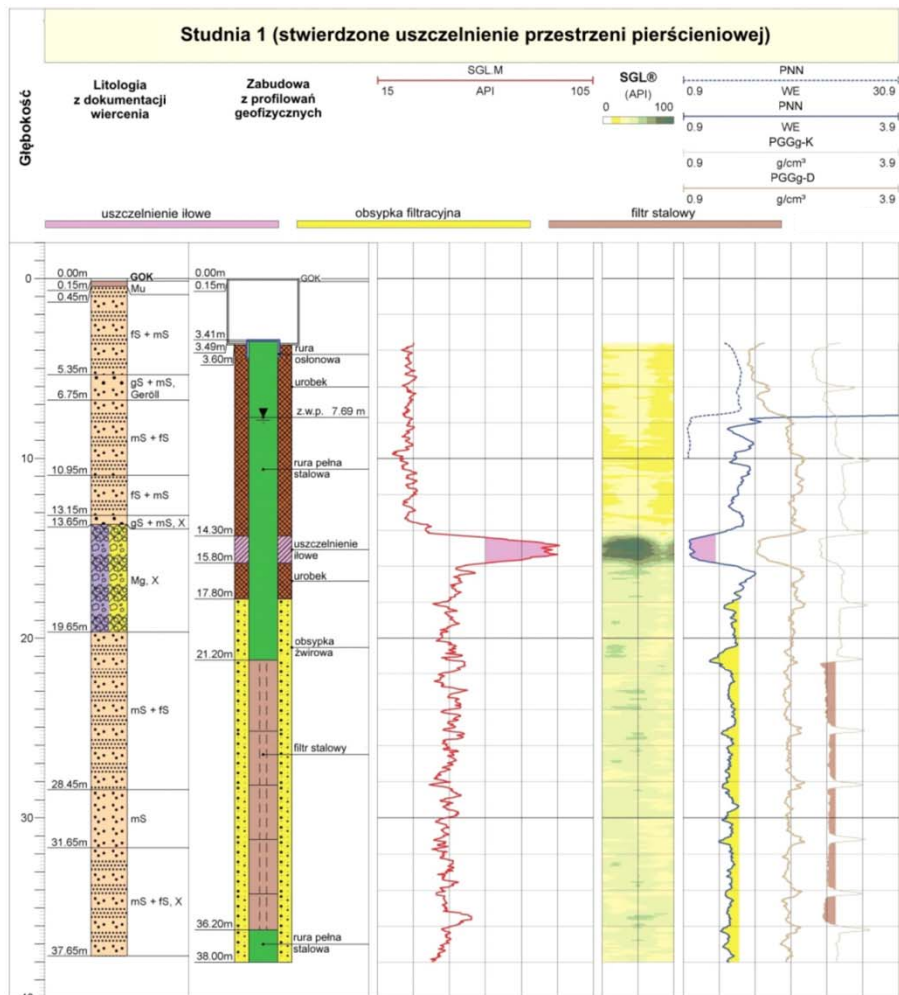 Studnia 1 (stwierdzone uszczelnienie przestrzeni pierścieniowej)
Głębokość
Litologia
z dokumentacji
wiercenia
Zabudowa
z profilowań
geofizycznych
SGL.M
15 API 105
SGL®
(API)
0 100
PNN
0.9 WE 30.9
PNN
0.9 WE 3.9
PGGg-K
0.9 g/cm³ 3.9
PGGg-D
0.9 g/cm³ 3.9
uszczelnienie iłowe
obsypka filtracyjna
filtr stalowy
0
10
20
30
40
0.00m
GOK
0.15m
Mu
0.45m
fS + mS
5.35m
gS + mS,
Geröll
6.75m
mS + fS
10.95m
fS + mS
13.15m
13.65m
gS + mS, X
Mg, X
19.65m
mS + fS
28.45m
mS
31.65m
mS + fS, X
37.65m
0.00m
GOK
0.15m
3.41m
3.49m
3.60m
rura
osłonowa
urobek
z.w.p. 7.69 m
rura pełna
stalowa
14.30m
uszczelnienie
iłowe
15.80m
urobek
17.80m
obsypka
żwirowa
21.20m
filtr stalowy
36.20m
rura pełna
stalowa
38.00m